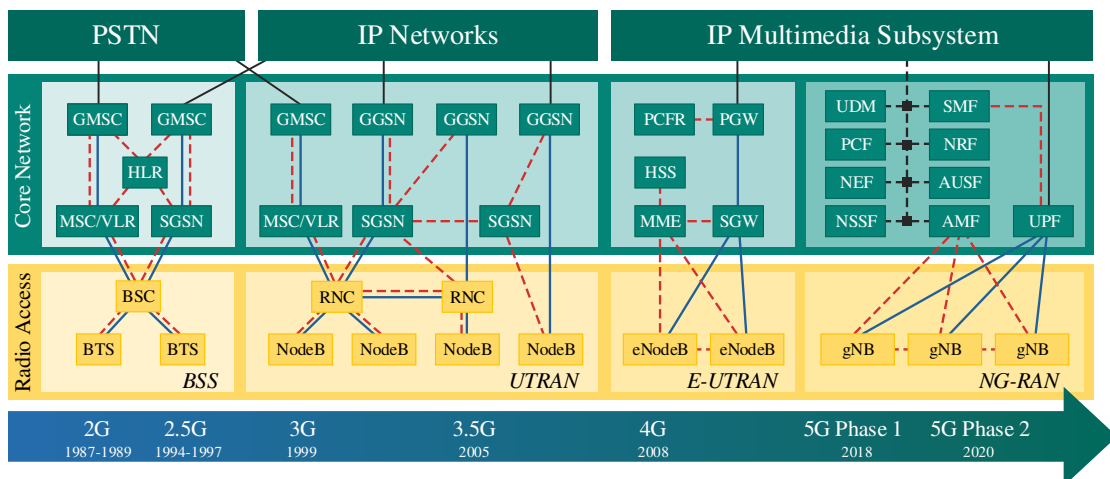 PSTN
IP Networks
IP Multimedia Subsystem
Core Network
GMSC
GMSC
HLR
MSC/VLR
SGSN
GMSC
GGSN
GGSN
GGSN
MSC/VLR
SGSN
SGSN
PCFR
PGW
HSS
MME
SGW
UDM
SMF
PCF
NRF
NEF
AUSF
NSSF
AMF
UPF
Radio Access
BSC
BTS
BTS
BSS
RNC
RNC
NodeB
NodeB
NodeB
NodeB
UTRAN
eNodeB
eNodeB
E-UTRAN
gNB
gNB
gNB
NG-RAN
2G
1987-1989
2.5G
1994-1997
3G
1999
3.5G
2005
4G
2008
5G Phase 1
2018
5G Phase 2
2020